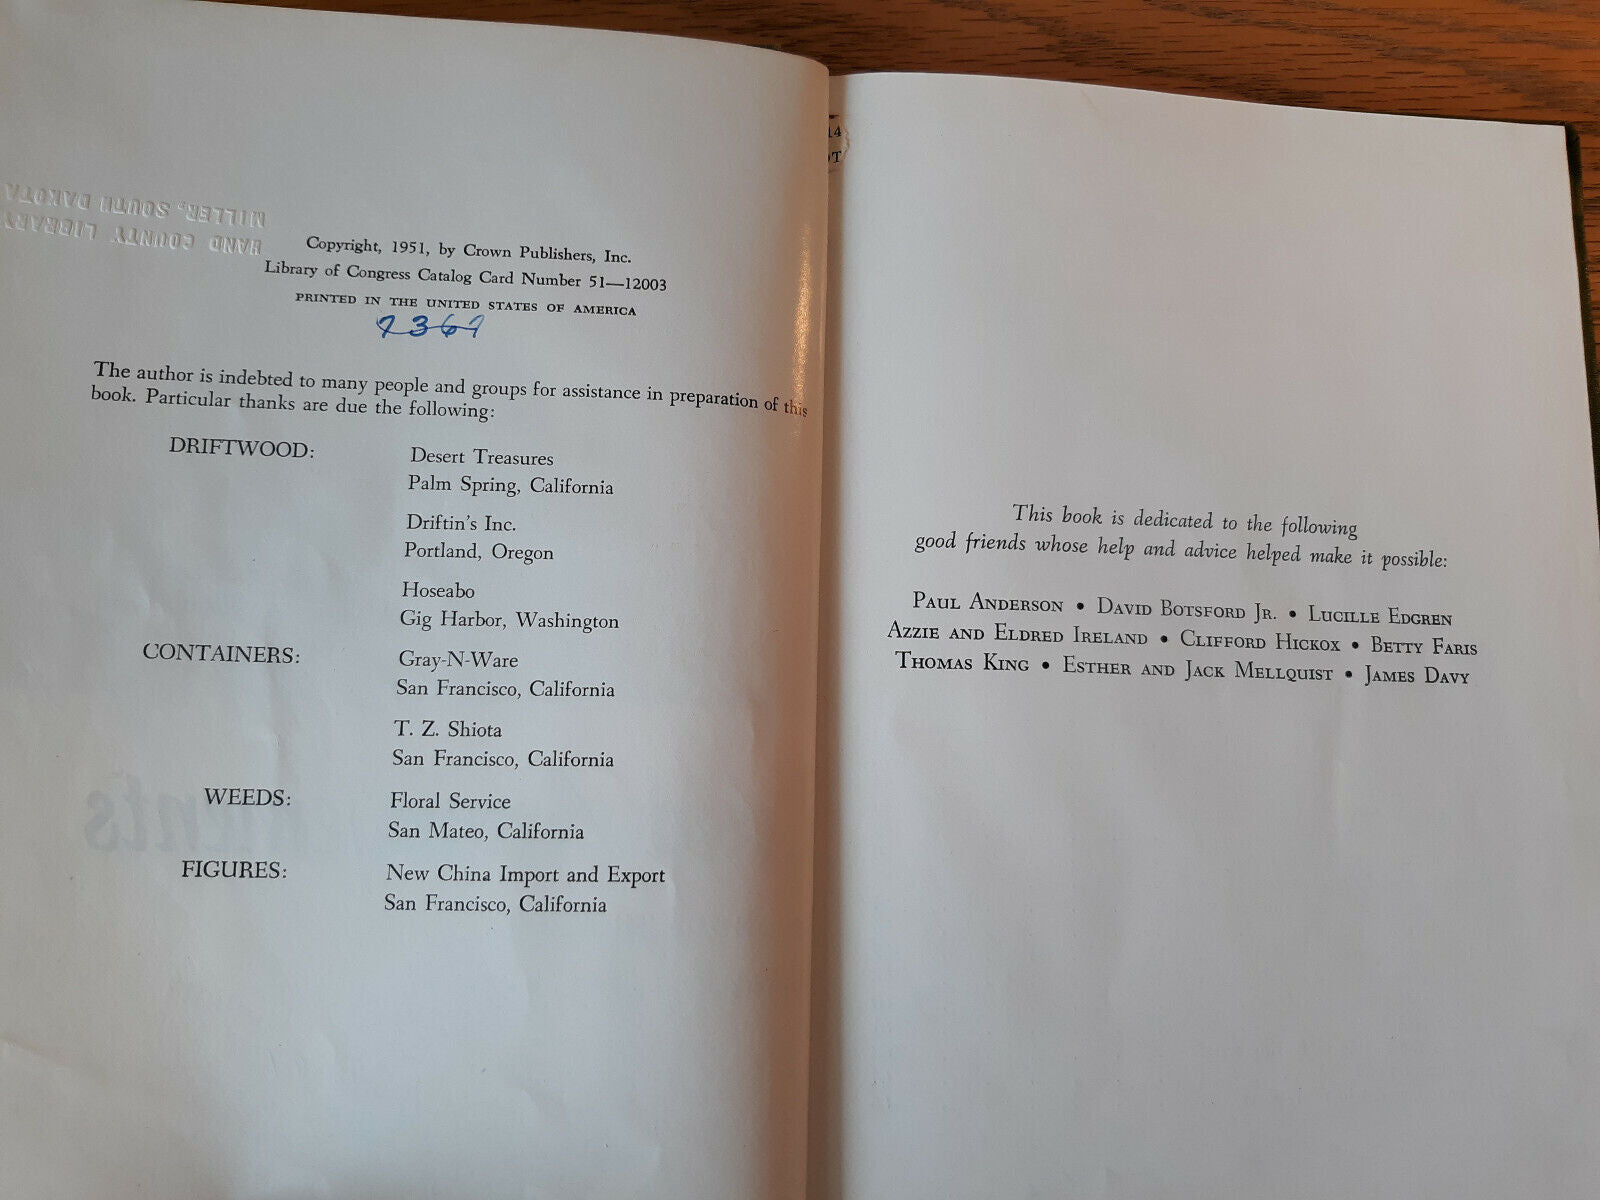 MILLER, SOUTH DAKOTA
HAND COUNTY LIBRARY
Copyright, 1951, by Crown Publishers, Inc.
Library of Congress Catalog Card Number 51—12003
PRINTED IN THE UNITED STATES OF AMERICA
The author is indebted to many people and groups for assistance in preparation of this
book. Particular thanks are due the following:
DRIFTWOOD: Desert Treasures
Palm Spring, California
Driftin's Inc.
Portland, Oregon
Hoseabo
Gig Harbor, Washington
CONTAINERS: Gray-N-Ware
San Francisco, California
T. Z. Shiota
San Francisco, California
WEEDS: Floral Service
San Mateo, California
FIGURES: New China Import and Export
San Francisco, California
14
This book is dedicated to the following
good friends whose help and advice helped make it possible:
PAUL ANDERSON • DAVID BOTSFORD JR. • LUCILLE EDGREN
AZZIE AND ELDRED IRELAND • CLIFFORD HICKOX • BETTY FARIS
THOMAS KING • ESTHER AND JACK MELLQUIST • JAMES DAVY